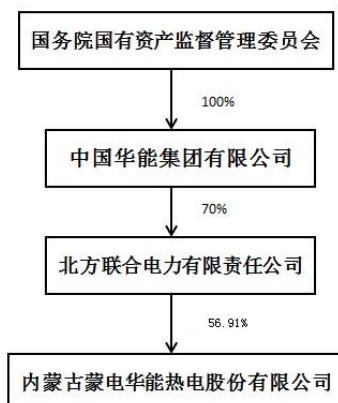 国务院国有资产监督管理委员会
100%
中国华能集团有限公司
70%
北方联合电力有限责任公司
56.91%
内蒙古蒙电华能热电股份有限公司